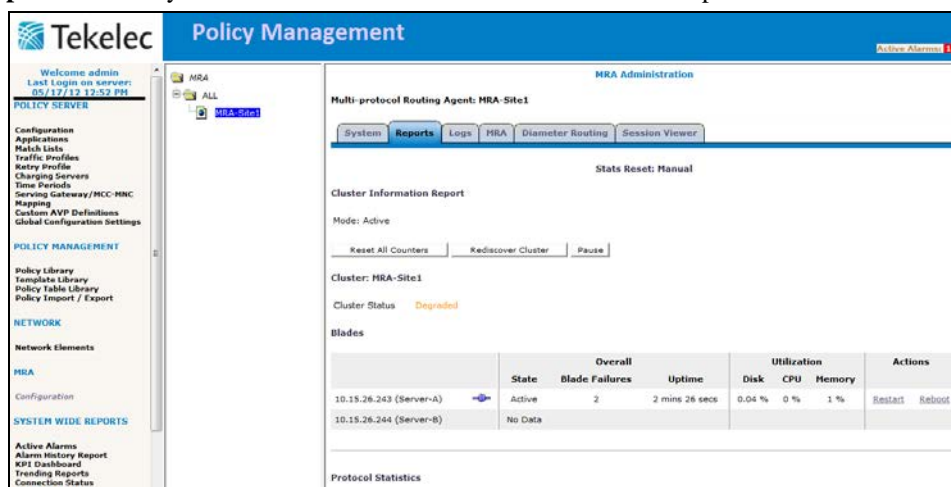 Tekelec
Policy Management
Active Alarms: 1
Welcome admin
Last Login on server:
05/17/12 12:52 PM
POLICY SERVER
Configuration
Applications
Match Lists
Traffic Profiles
Retry Profile
Charging Servers
Time Periods
Serving Gateway/MCC-MNC
Mapping
Custom AVP Definitions
Global Configuration Settings
POLICY MANAGEMENT
Policy Library
Template Library
Policy Table Library
Policy Import / Export
NETWORK
Network Elements
MRA
Configuration
SYSTEM WIDE REPORTS
Active Alarms
Alarm History Report
KPI Dashboard
Trending Reports
Connection Status
MRA
ALL
MRA-Site1
MRA Administration
Multi-protocol Routing Agent: MRA-Site1
System Reports Logs MRA Diameter Routing Session Viewer
Stats Reset: Manual
Cluster Information Report
Mode: Active
Reset All Counters Rediscover Cluster Pause
Cluster: MRA-Site1
Cluster Status Degraded
Blades
Overall Utilization Actions
State Blade Failures Uptime Disk CPU Memory
10.15.26.243 (Server-A) Active 2 2 mins 26 secs 0.04 % 0 % 1 % Restart Reboot
10.15.26.244 (Server-B) No Data
Protocol Statistics